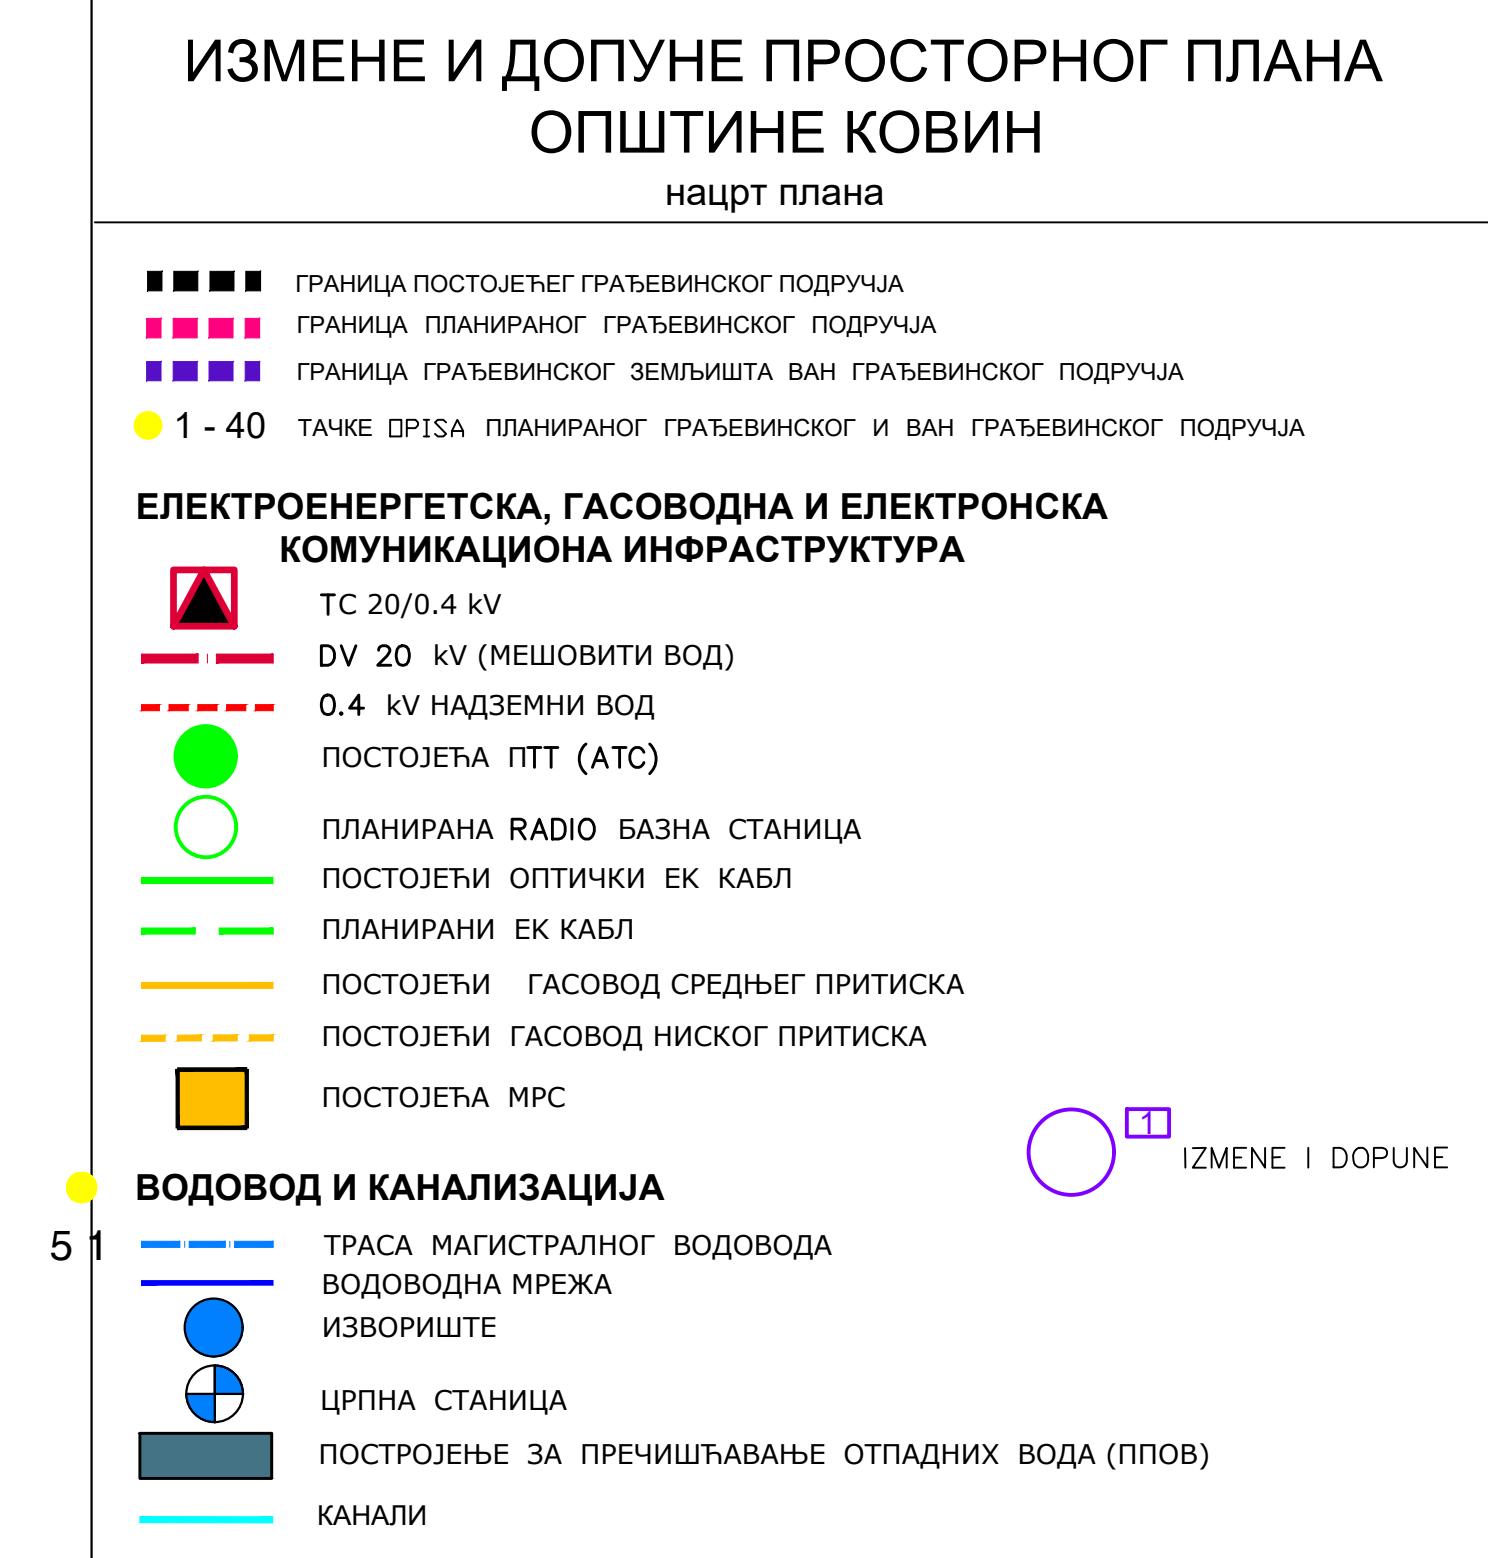 ИЗМЕНЕ И ДОПУНЕ ПРОСТОРНОГ ПЛАНА
ОПШТИНЕ КОВИН
нацрт плана
ГРАНИЦА ПОСТОЈЕЋЕГ ГРАЂЕВИНСКОГ ПОДРУЧЈА
ГРАНИЦА ПЛАНИРАНОГ ГРАЂЕВИНСКОГ ПОДРУЧЈА
ГРАНИЦА ГРАЂЕВИНСКОГ ЗЕМЉИШТА ВАН ГРАЂЕВИНСКОГ ПОДРУЧЈА
1 - 40 ТАЧКЕ OPISA ПЛАНИРАНОГ ГРАЂЕВИНСКОГ И ВАН ГРАЂЕВИНСКОГ ПОДРУЧЈА
ЕЛЕКТРОЕНЕРГЕТСКА, ГАСОВОДНА И ЕЛЕКТРОНСКА
КОМУНИКАЦИОНА ИНФРАСТРУКТУРА
ТС 20/0.4 kV
DV 20 kV (МЕШОВИТИ ВОД)
0.4 kV НАДЗЕМНИ ВОД
ПОСТОЈЕЋА ПТТ (АТС)
ПЛАНИРАНА RADIO БАЗНА СТАНИЦА
ПОСТОЈЕЋИ ОПТИЧКИ ЕК КАБЛ
ПЛАНИРАНИ ЕК КАБЛ
ПОСТОЈЕЋИ ГАСОВОД СРЕДЊЕГ ПРИТИСКА
ПОСТОЈЕЋИ ГАСОВОД НИСКОГ ПРИТИСКА
ПОСТОЈЕЋА МРС
1
IZMENE I DOPUNE
ВОДОВОД И КАНАЛИЗАЦИЈА
5 1
ТРАСА МАГИСТРАЛНОГ ВОДОВОДА
ВОДОВОДНА МРЕЖА
ИЗВОРИШТЕ
ЦРПНА СТАНИЦА
ПОСТРОЈЕЊЕ ЗА ПРЕЧИШЋАВАЊЕ ОТПАДНИХ ВОДА (ППОВ)
КАНАЛИ